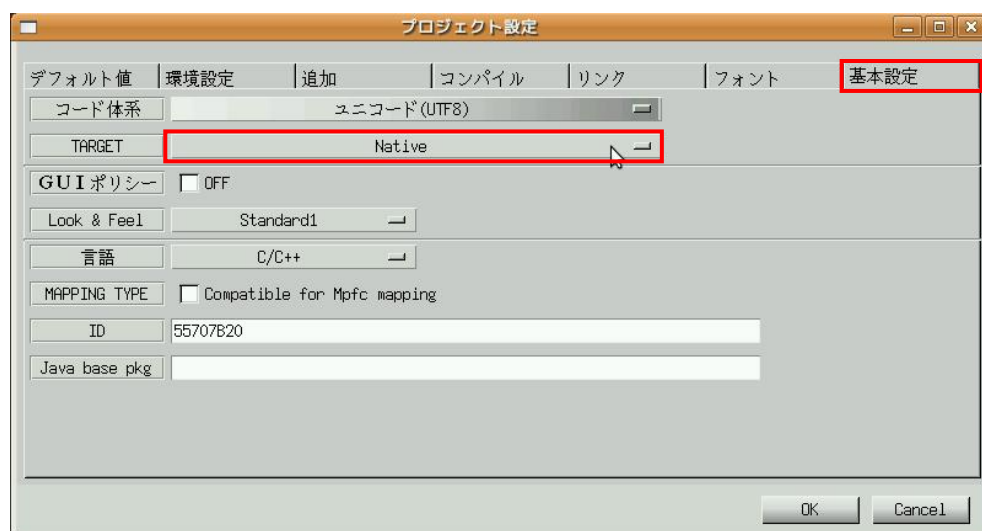 プロジェクト設定
デフォルト値 環境設定 追加 コンパイル リンク フォント 基本設定
コード体系 ユニコード(UTF8)
TARGET Native
GUIポリシー OFF
Look & Feel Standard1
言語 C/C++
MAPPING TYPE Compatible for Mpfc mapping
ID 55707B20
Java base pkg
OK Cancel